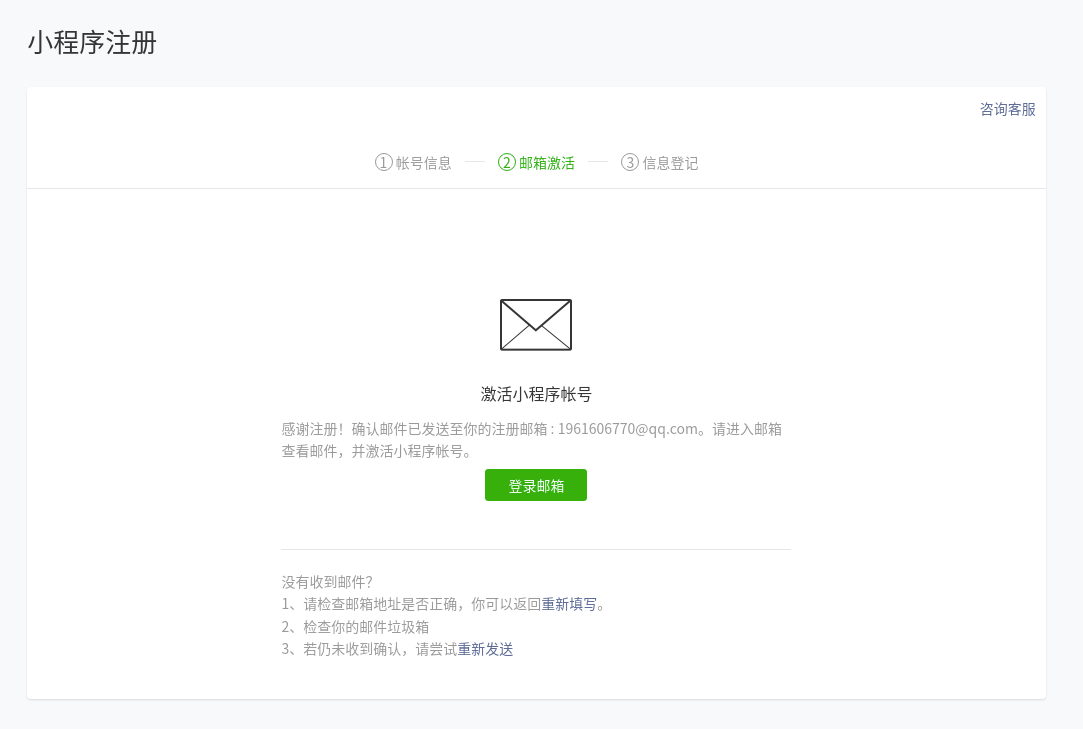 小程序注册
咨询客服
1 帐号信息 2 邮箱激活 3 信息登记
激活小程序帐号
感谢注册！确认邮件已发送至你的注册邮箱 : 1961606770@qq.com。请进入邮箱
查看邮件，并激活小程序帐号。
登录邮箱
没有收到邮件？
1、请检查邮箱地址是否正确，你可以返回重新填写。
2、检查你的邮件垃圾箱
3、若仍未收到确认，请尝试重新发送